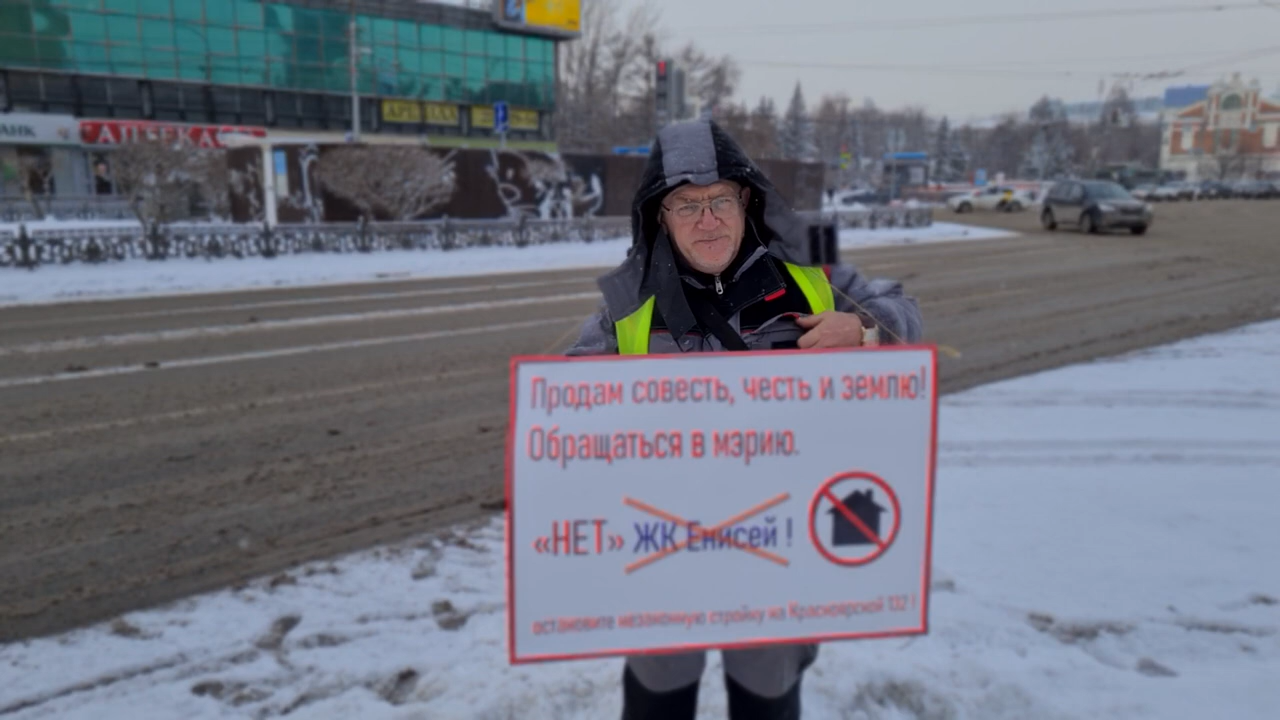 АПТЕКА
Продам совесть, честь и землю!
Обращаться в мэрию.
«НЕТ» ЖК Енисей !
остановите незаконную стройку на Красноярской 132 !